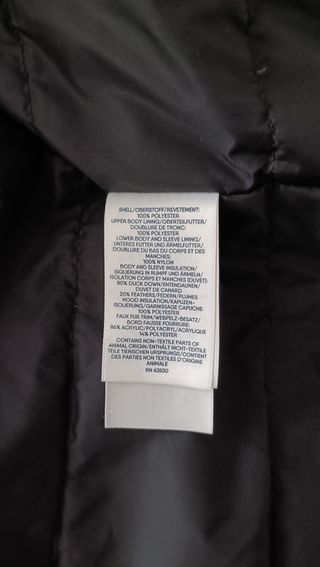 SHELL/OBERSTOFF/REVETEMENT:
100% POLYESTER
UPPER BODY LINING/OBERTEILFUTTER/
DOUBLURE DE TRONC:
100% POLYESTER
LOWER BODY AND SLEEVE LINING/
UNTERES FUTTER UND ÄRMELFUTTER/
DOUBLURE DU BAS DU CORPS ET DES
MANCHES:
100% NYLON
BODY AND SLEEVE INSULATION/
ISOLIERUNG IN RUMPF UND ÄRMELN/
ISOLATION CORPS ET MANCHES (DUVET):
80% DUCK DOWN/ENTENDAUNEN/
DUVET DE CANARD
20% FEATHERS/FEDERN/PLUMES
HOOD INSULATION/KAPUZEN-
ISOLIERUNG/GARNISSAGE CAPUCHE:
100% POLYESTER
FAUX FUR TRIM/WEBPELZ-BESATZ/
BORD FAUSSE FOURRURE:
86% ACRYLIC/POLYACRYL/ACRYLIQUE
14% POLYESTER
CONTAINS NON-TEXTILE PARTS OF
ANIMAL ORIGIN/ENTHÄLT NICHT-TEXTILE
TEILE TIERISCHEN URSPRUNGS/CONTIENT
DES PARTIES NON TEXTILES D'ORIGINE
ANIMALE
RN 62830